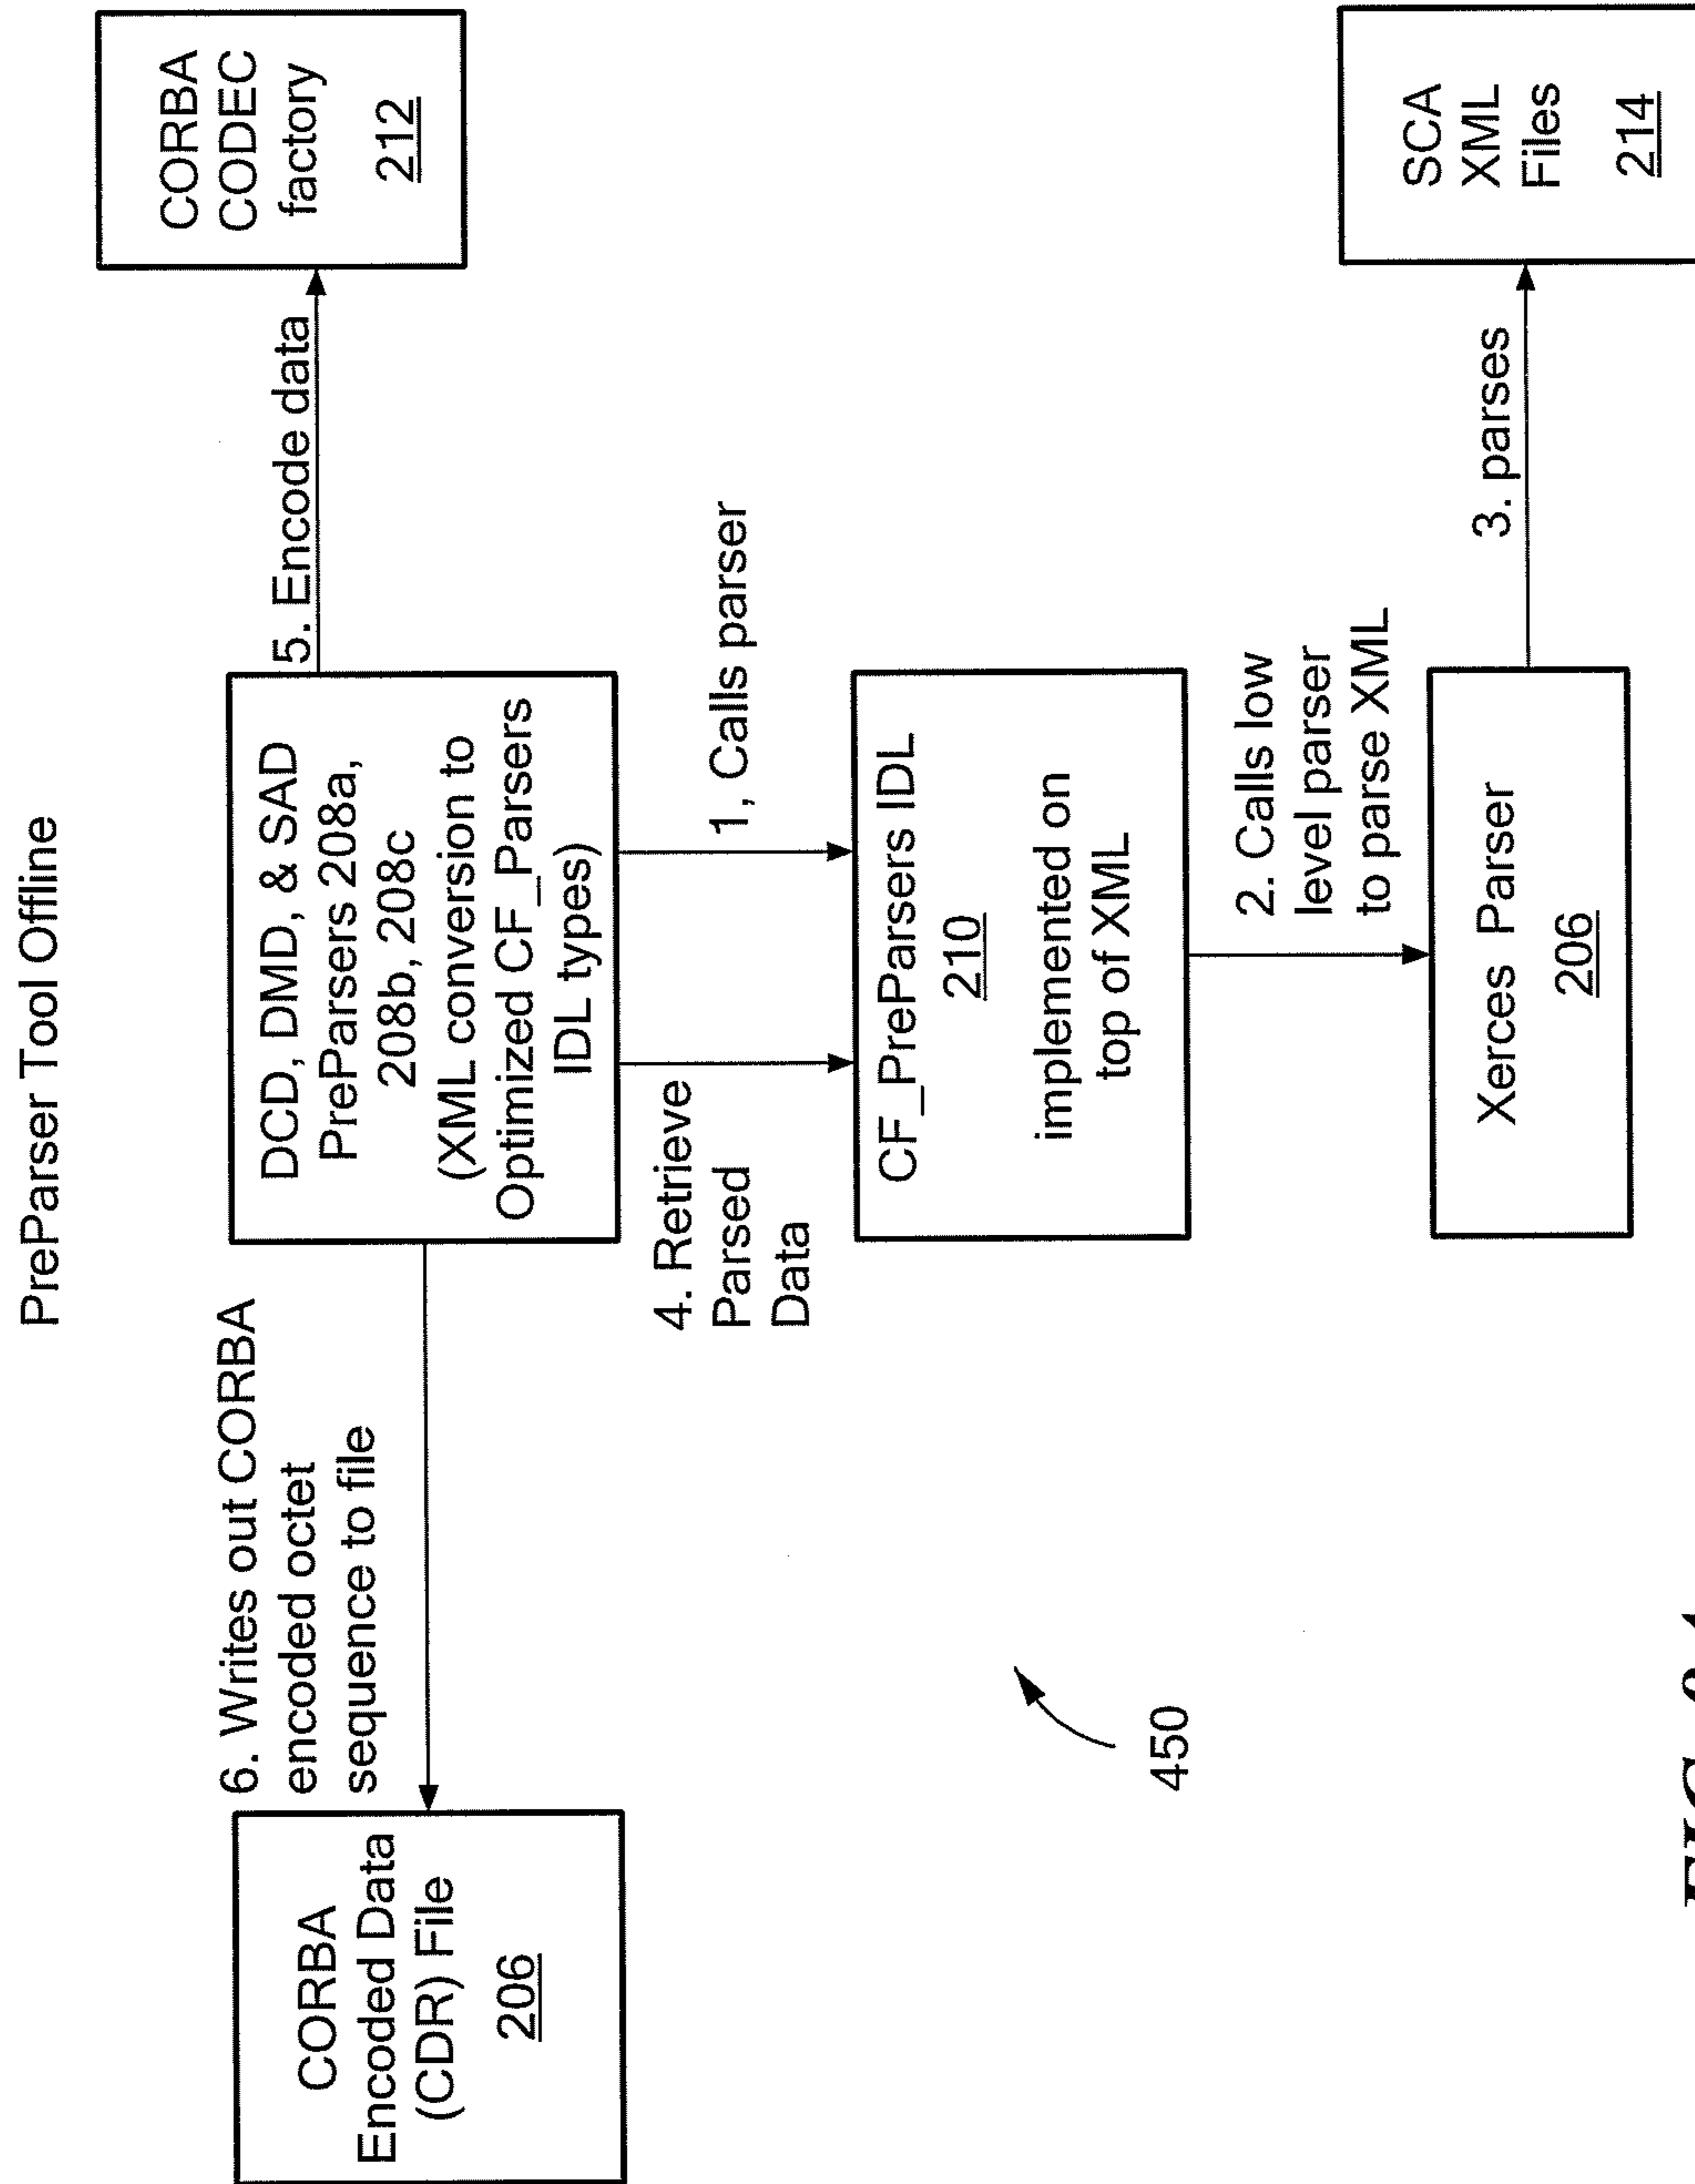 PreParser Tool Offline
6. Writes out CORBA
encoded octet
sequence to file
CORBA
Encoded Data
(CDR) File
206
DCD, DMD, & SAD
PreParsers 208a,
208b, 208c
(XML conversion to
Optimized CF_Parsers
IDL types)
5. Encode data
CORBA
CODEC
factory
212
4. Retrieve
Parsed
Data
1, Calls parser
CF_PreParsers IDL
210
implemented on
top of XML
2. Calls low
level parser
to parse XML
Xerces Parser
206
3. parses
SCA
XML
Files
214
450